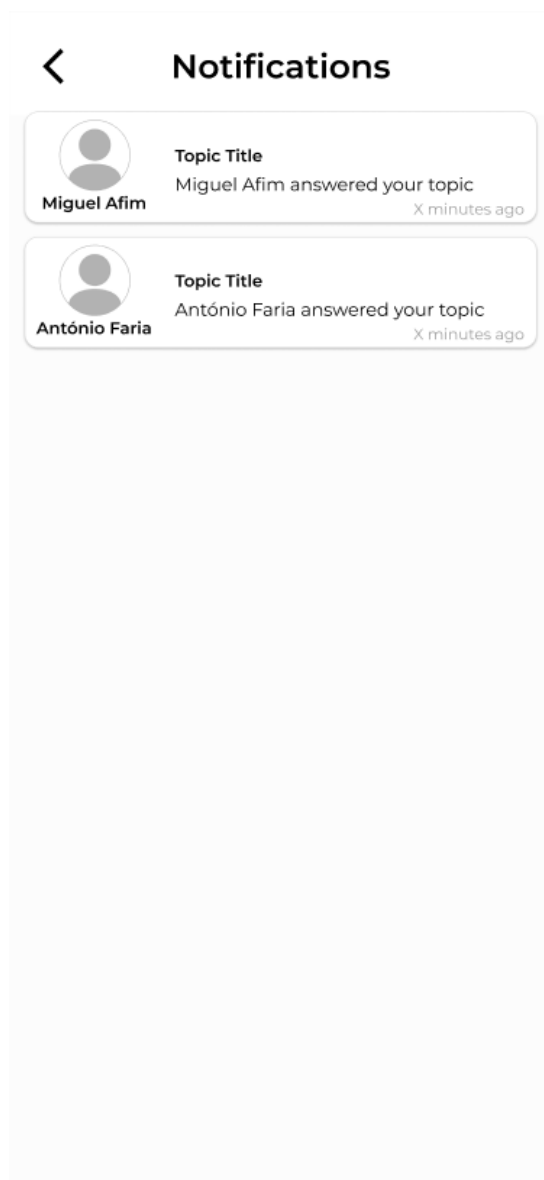 Notifications
Topic Title
Miguel Afim answered your topic
Miguel Afim
X minutes ago
Topic Title
António Faria answered your topic
António Faria
X minutes ago